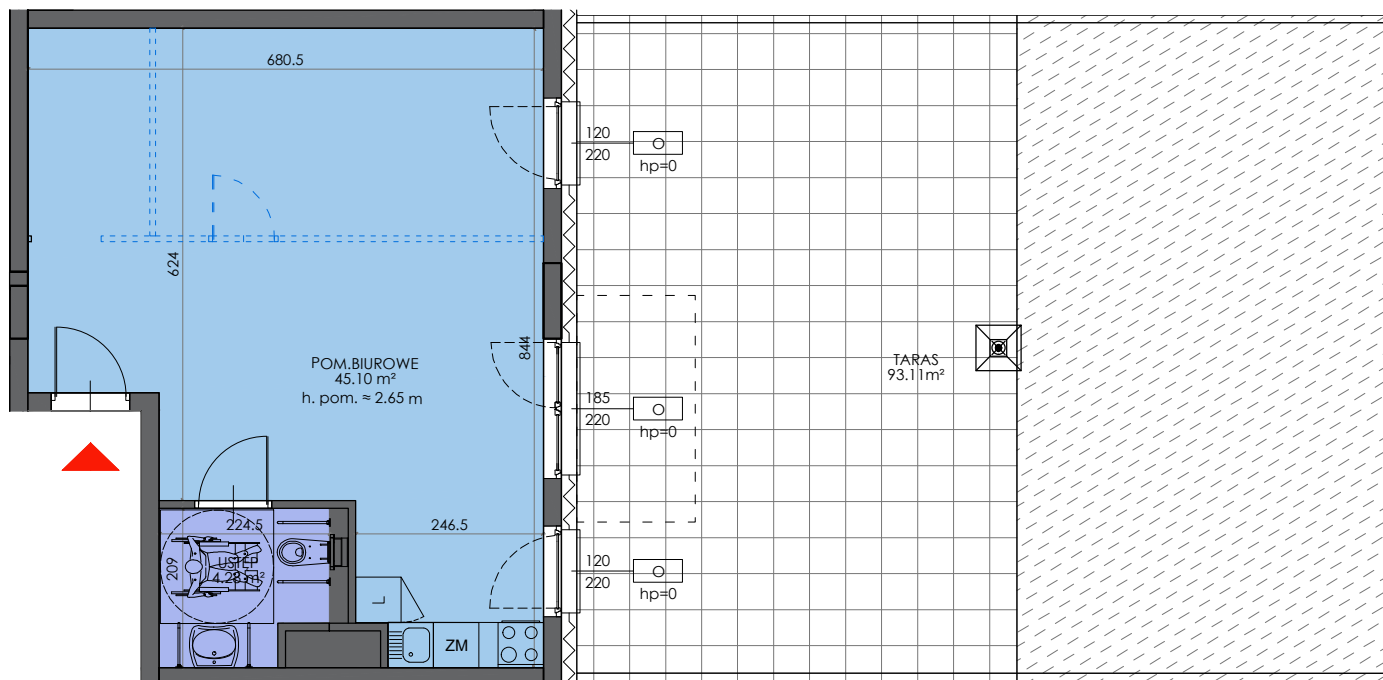 680.5
120
220
hp=0
624
844
POM.BIUROWE
45.10 m²
h. pom. ≈ 2.65 m
TARAS
93.11m²
185
220
hp=0
224.5
246.5
209
USTĘP
4.28 m²
120
220
hp=0
L
ZM